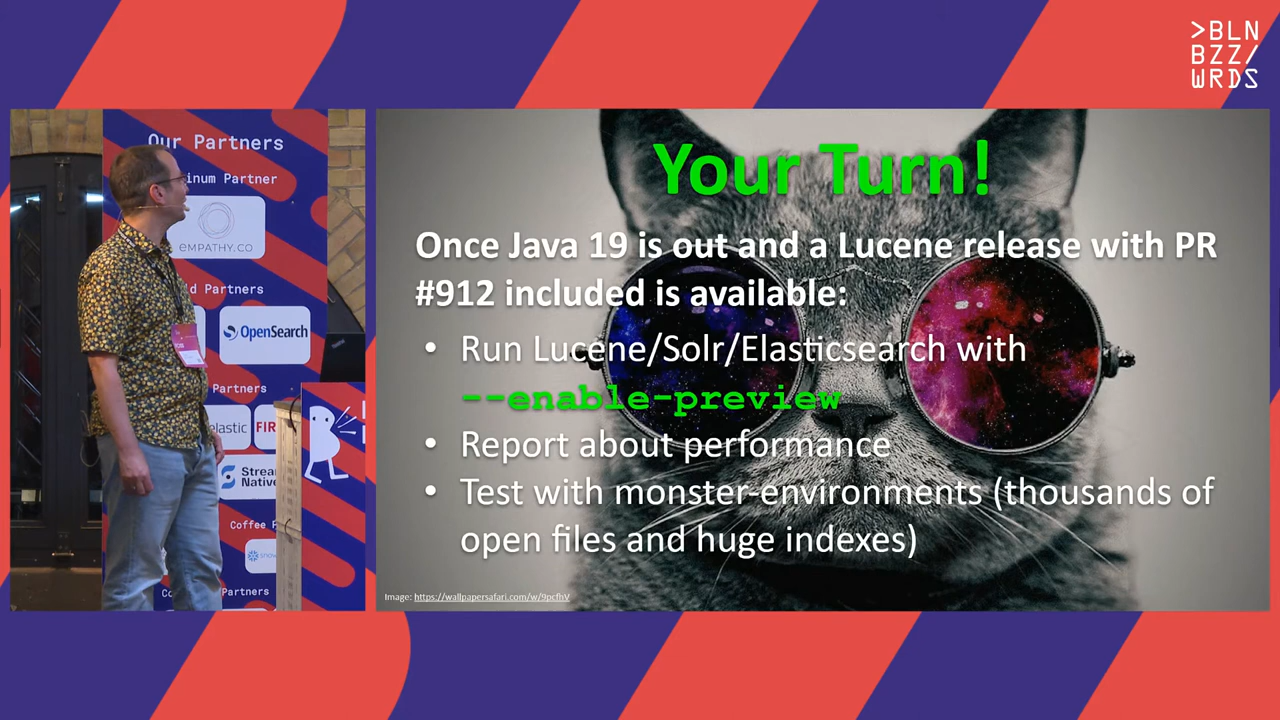 >BLN
BZZ/
WRDS
Our Partners
inum Partner
empathy.co
ld Partners
OpenSearch
Partners
elastic
FIR
Strea
Native
Coffee
Partners
Your Turn!
Once Java 19 is out and a Lucene release with PR
#912 included is available:
• Run Lucene/Solr/Elasticsearch with
--enable-preview
• Report about performance
• Test with monster-environments (thousands of
open files and huge indexes)
Image: https://wallpapersafari.com/w/9pcfhV